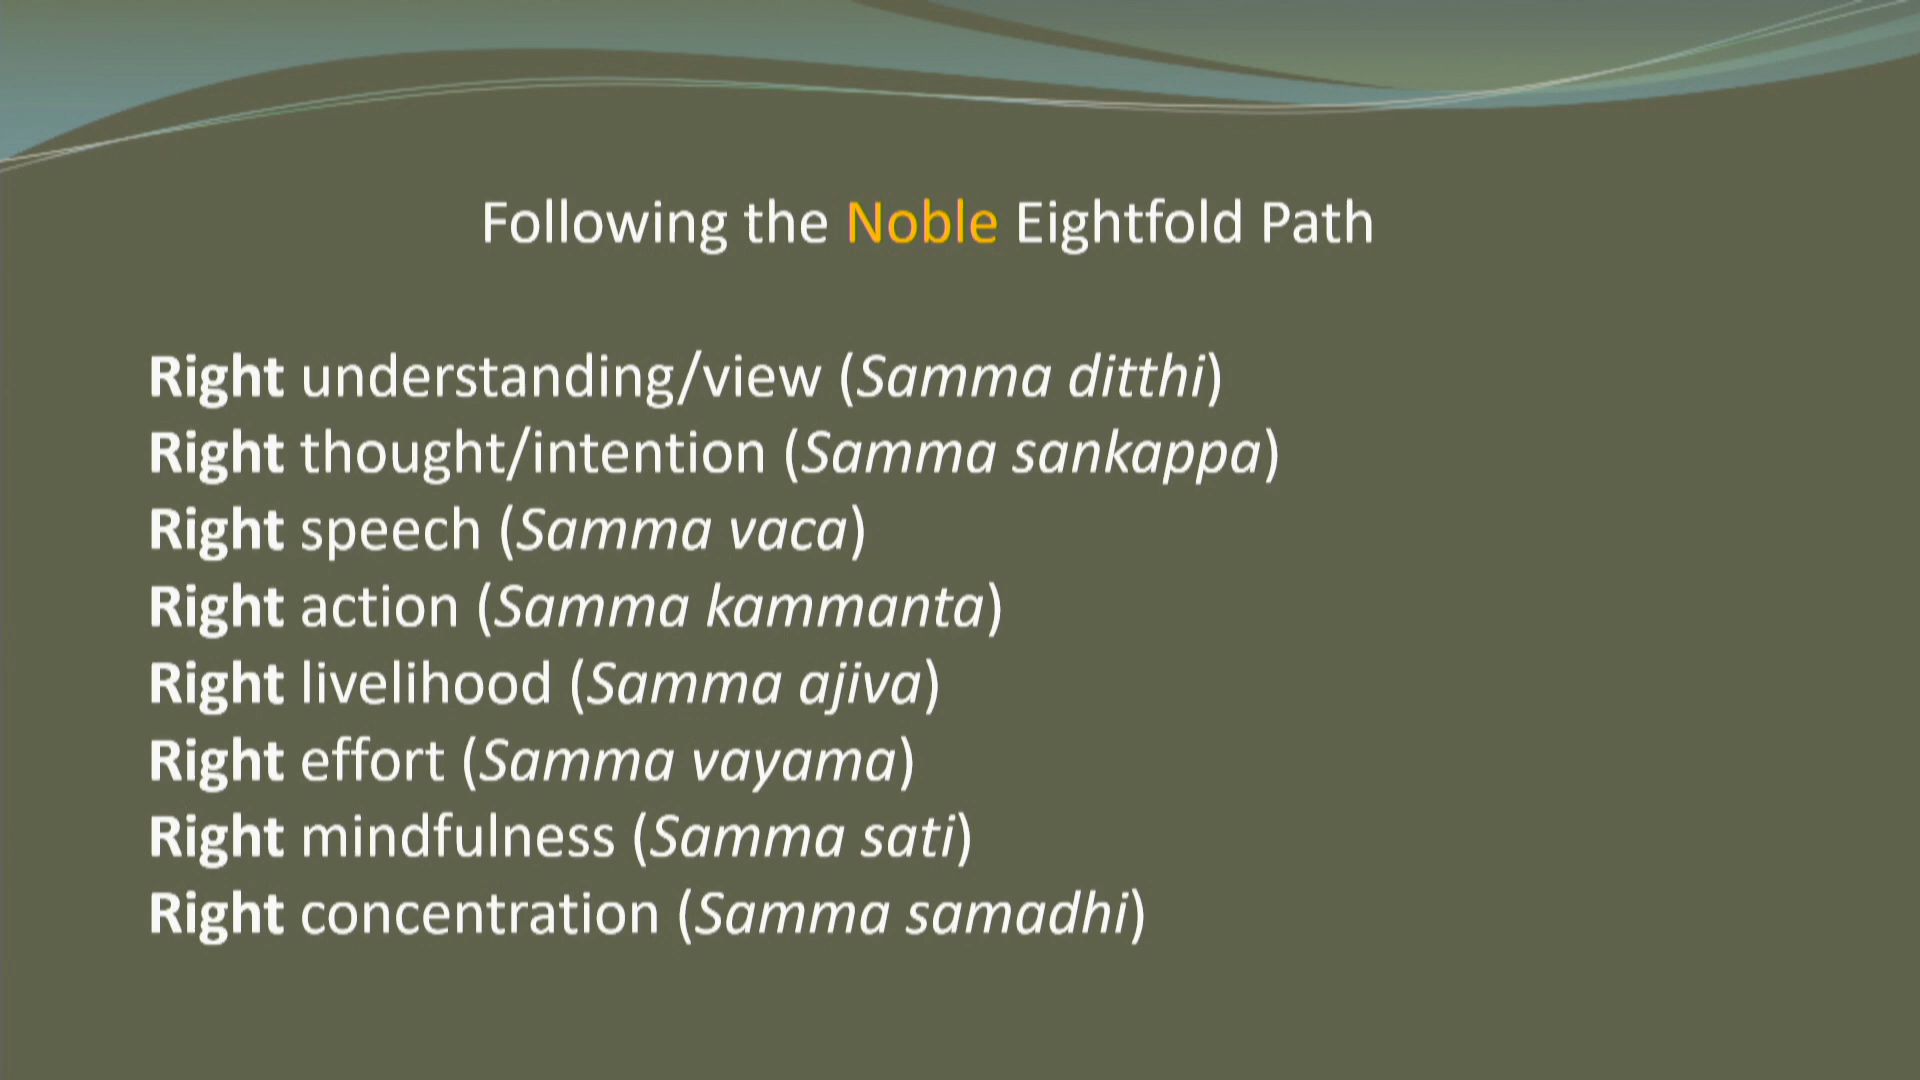 Following the Noble Eightfold Path
Right understanding/view (Samma ditthi)
Right thought/intention (Samma sankappa)
Right speech (Samma vaca)
Right action (Samma kammanta)
Right livelihood (Samma ajiva)
Right effort (Samma vayama)
Right mindfulness (Samma sati)
Right concentration (Samma samadhi)